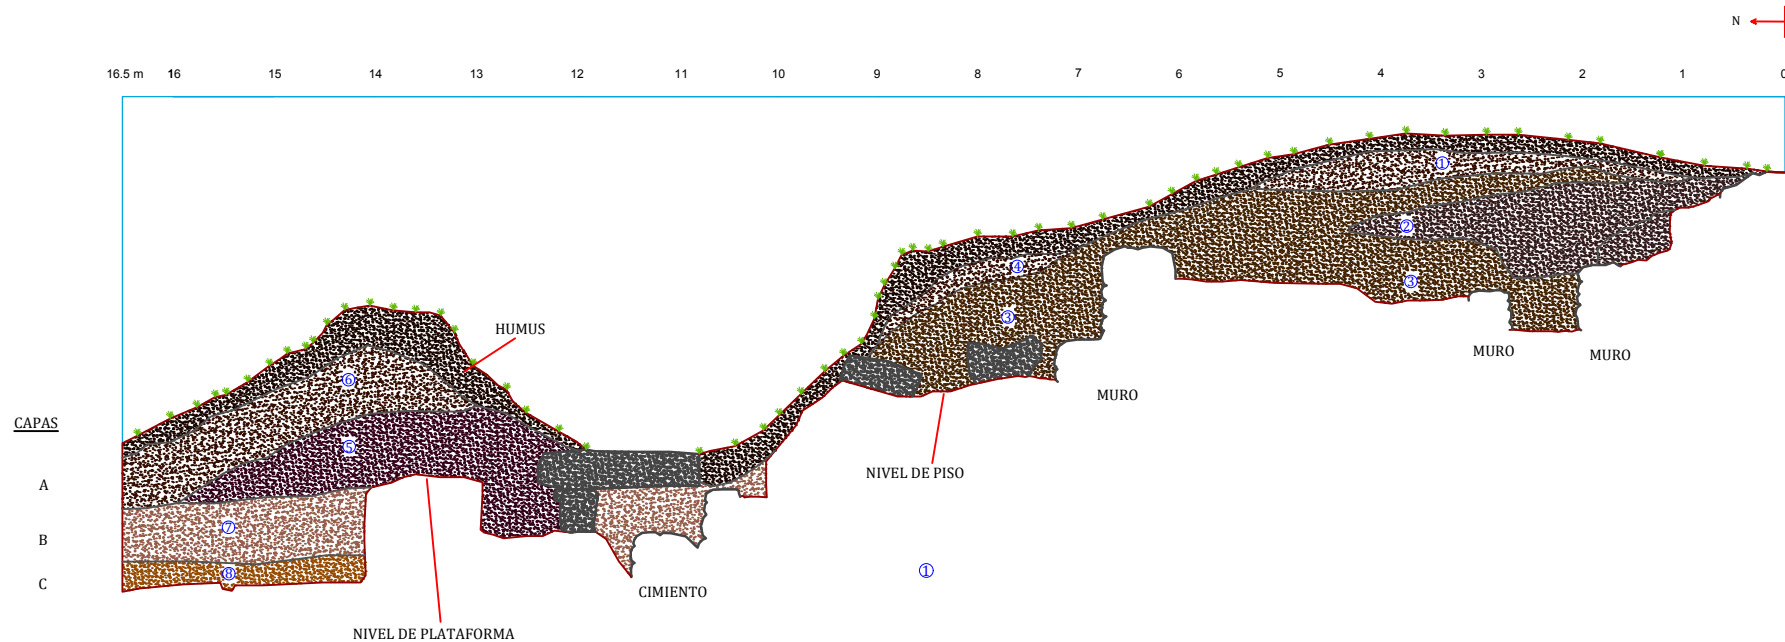 N
16.5 m 16 15 14 13 12 11 10 9 8 7 6 5 4 3 2 1 0
①
②
④
③
③
HUMUS
MURO MURO
⑥
MURO
CAPAS
⑤
NIVEL DE PISO
A
⑦
B
①
⑧
C
CIMIENTO
NIVEL DE PLATAFORMA